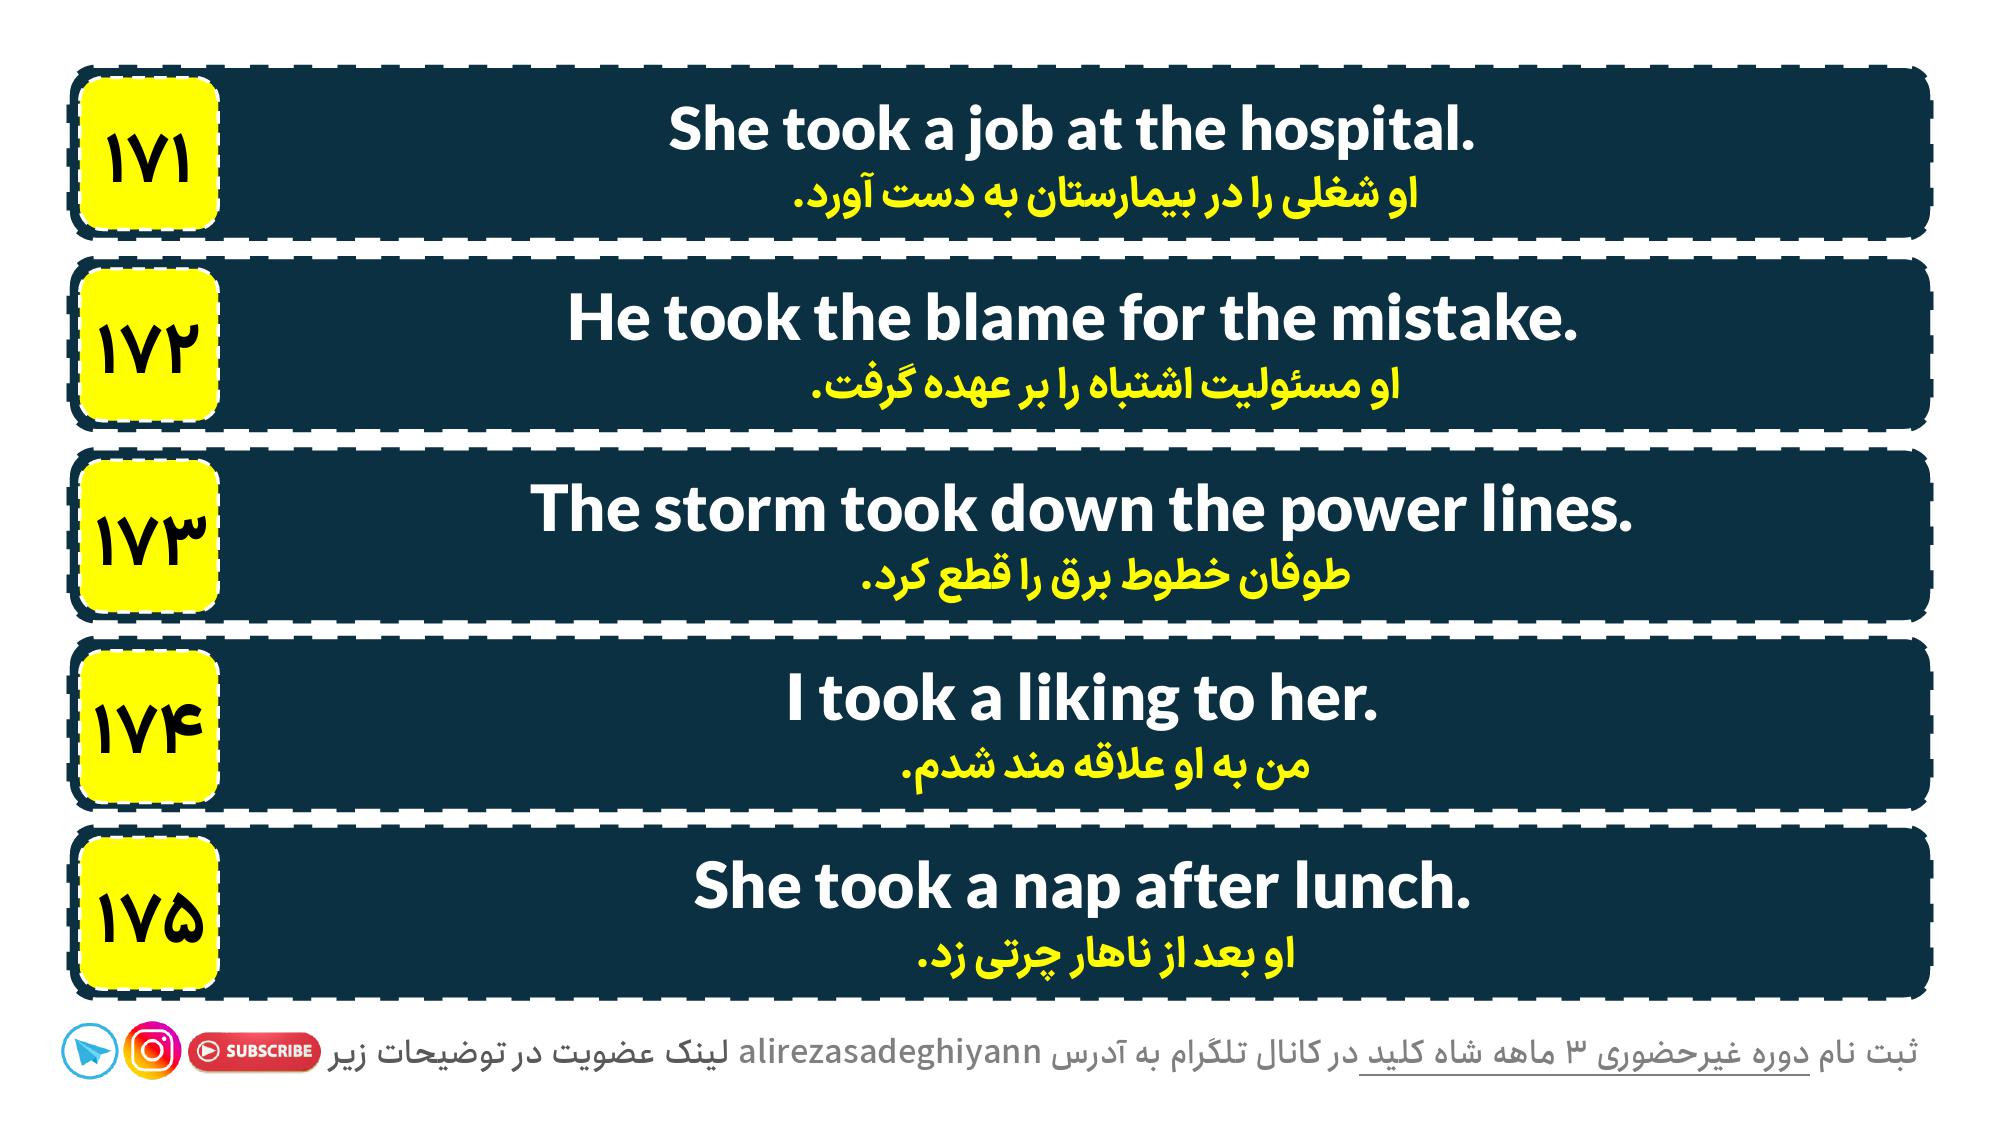 ۱۷۱
She took a job at the hospital.
او شغلی را در بیمارستان به دست آورد.
۱۷۲
He took the blame for the mistake.
او مسئولیت اشتباه را بر عهده گرفت.
۱۷۳
The storm took down the power lines.
طوفان خطوط برق را قطع کرد.
۱۷۴
I took a liking to her.
من به او علاقه مند شدم.
۱۷۵
She took a nap after lunch.
او بعد از ناهار چرتی زد.
ثبت نام دوره غیرحضوری ۳ ماهه شاه کلید در کانال تلگرام به آدرس alirezasadeghiyann لینک عضویت در توضیحات زیر SUBSCRIBE